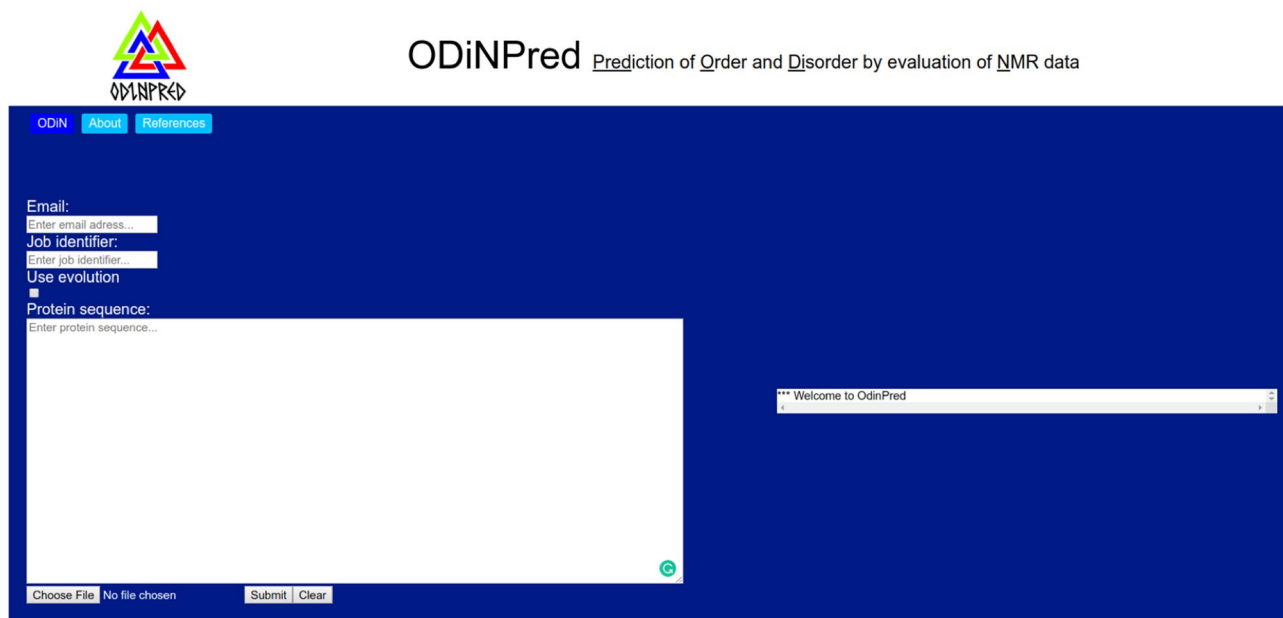 ODiNPred Prediction of Order and Disorder by evaluation of NMR data
ODINPRED
ODiN About References
Email:
Enter email adress...
Job identifier:
Enter job identifier...
Use evolution
Protein sequence:
Enter protein sequence...
*** Welcome to OdinPred
Choose File No file chosen Submit Clear